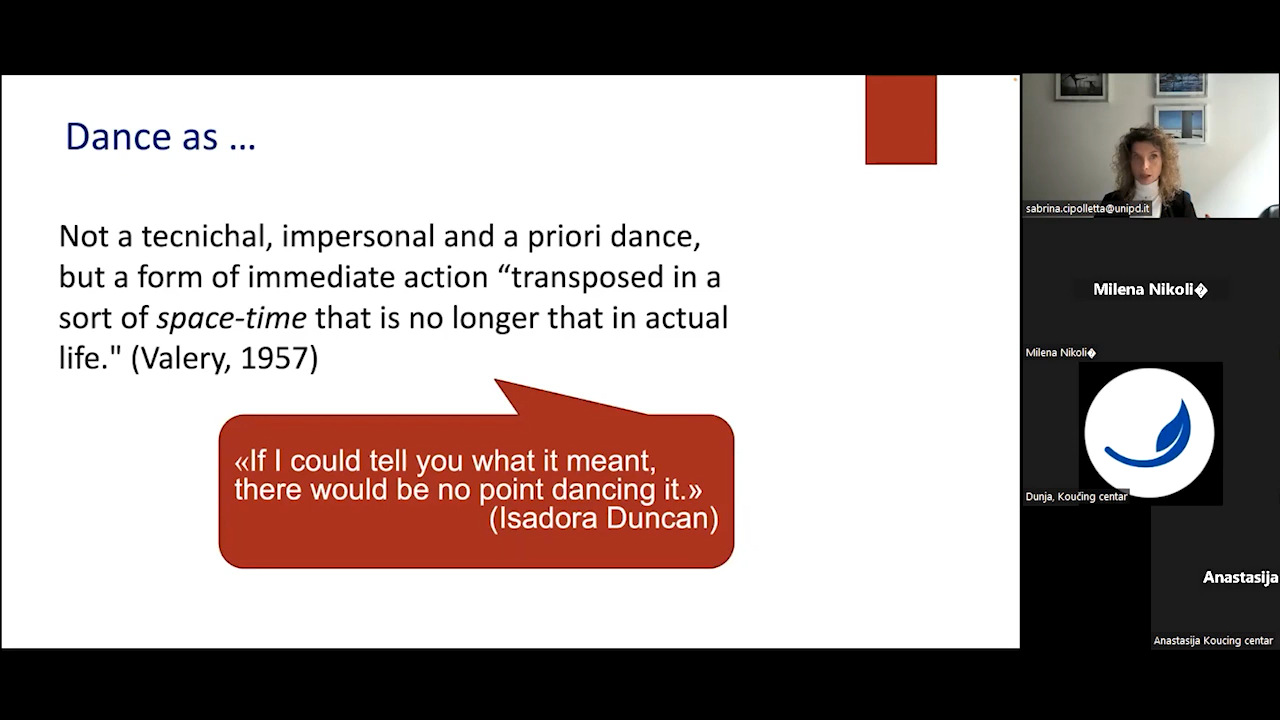 Dance as ...
Not a tecnichal, impersonal and a priori dance,
but a form of immediate action “transposed in a
sort of space-time that is no longer that in actual
life." (Valery, 1957)
«If I could tell you what it meant,
there would be no point dancing it.»
(Isadora Duncan)
sabrina.cipolletta@unipd.it
Milena Nikoli�
Milena Nikoli�
Dunja, Koučing centar
Anastasija
Anastasija Koucing centar